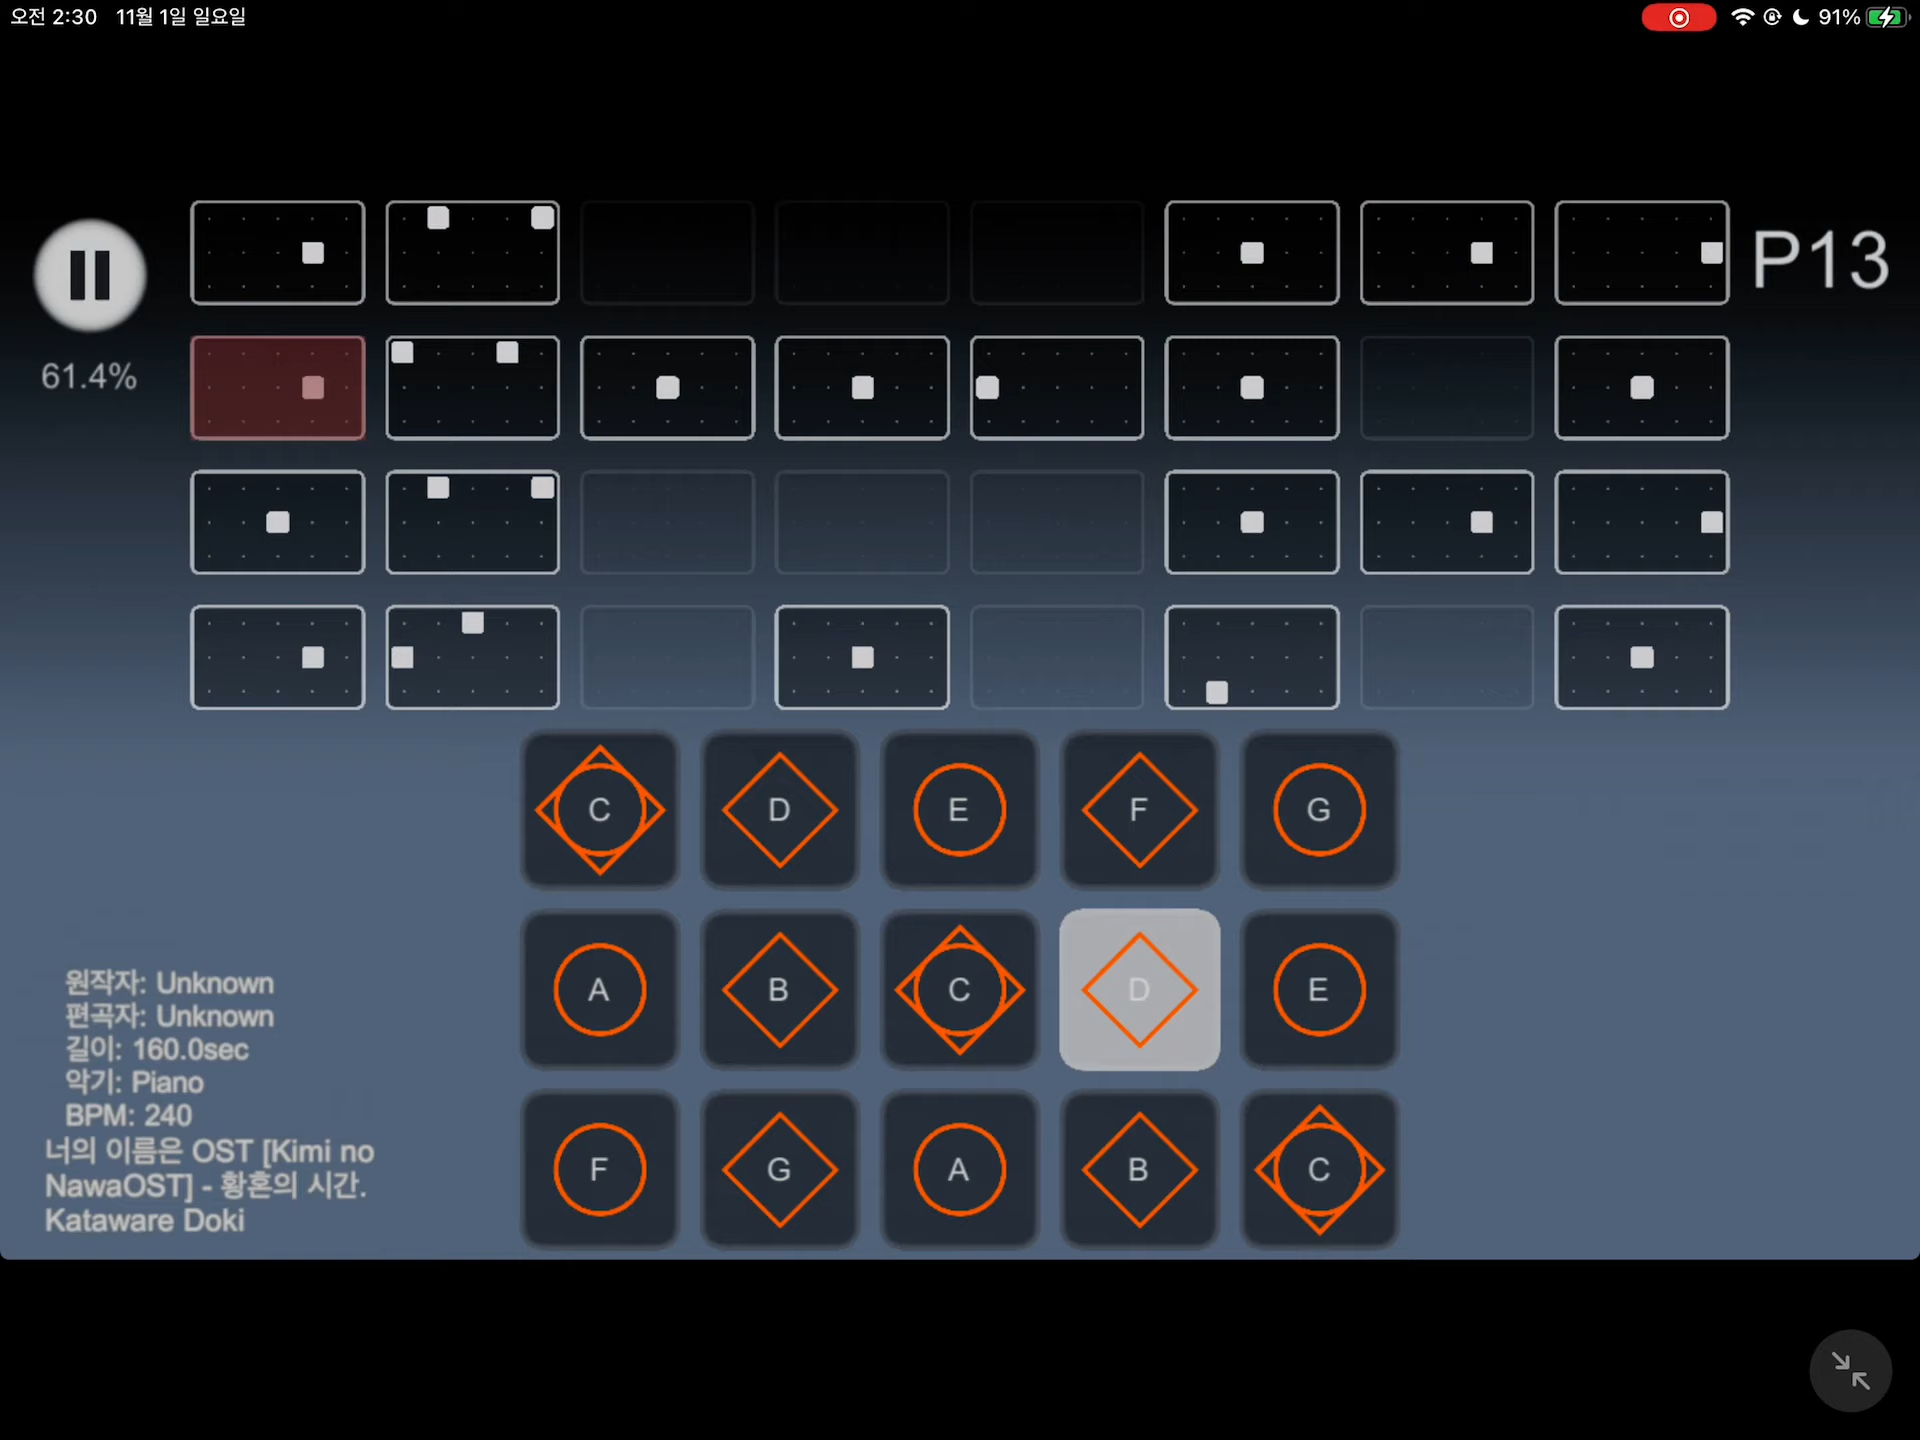 오전 2:30 11월 1일 일요일
91%
P13
61.4%
C D E F G
A B C D E
F G A B C
원작자: Unknown
편곡자: Unknown
길이: 160.0sec
악기: Piano
BPM: 240
너의 이름은 OST [Kimi no
NawaOST] - 황혼의 시간.
Kataware Doki